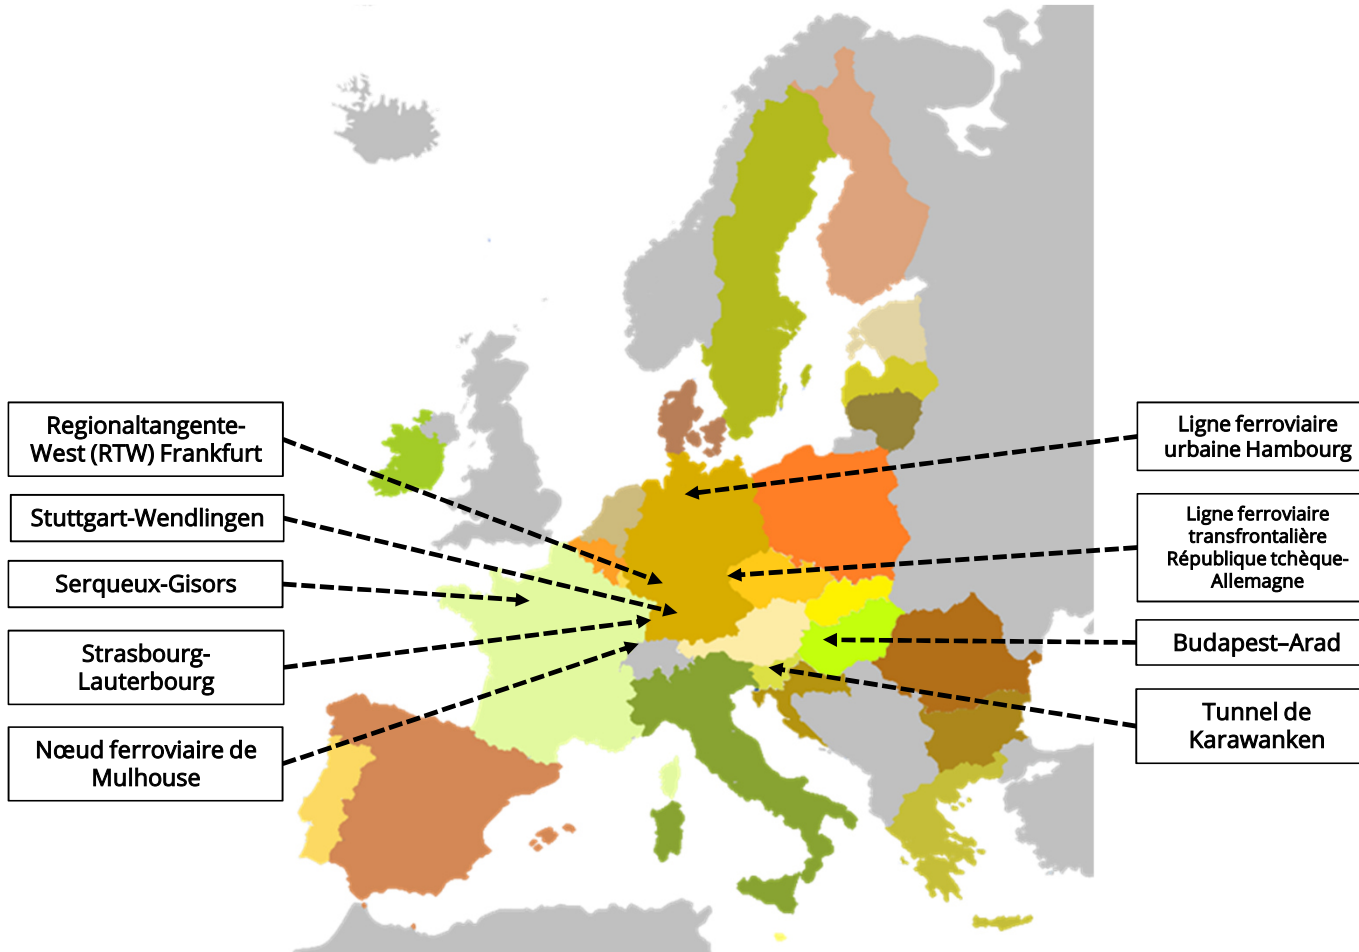 Regionaltangente-
West (RTW) Frankfurt
Stuttgart-Wendlingen
Serqueux-Gisors
Strasbourg-
Lauterbourg
Nœud ferroviaire de
Mulhouse
Ligne ferroviaire
urbaine Hambourg
Ligne ferroviaire
transfrontalière
République tchèque-
Allemagne
Budapest–Arad
Tunnel de
Karawanken